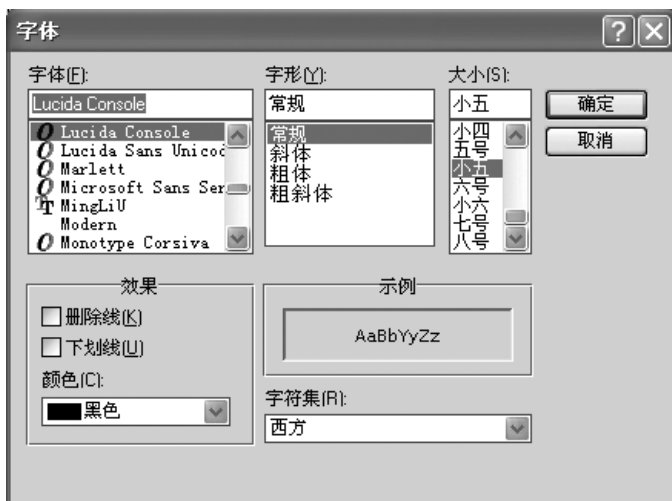 字体
字体(F):
Lucida Console
Lucida Console
Lucida Sans Unicod
Marlett
Microsoft Sans Ser
MingLiU
Modern
Monotype Corsiva
字形(Y):
常规
常规
斜体
粗体
粗斜体
大小(S):
小五
小四
五号
小五
六号
小六
七号
八号
确定
取消
效果
删除线(K)
下划线(U)
颜色(C):
黑色
示例
AaBbYyZz
字符集(R):
西方